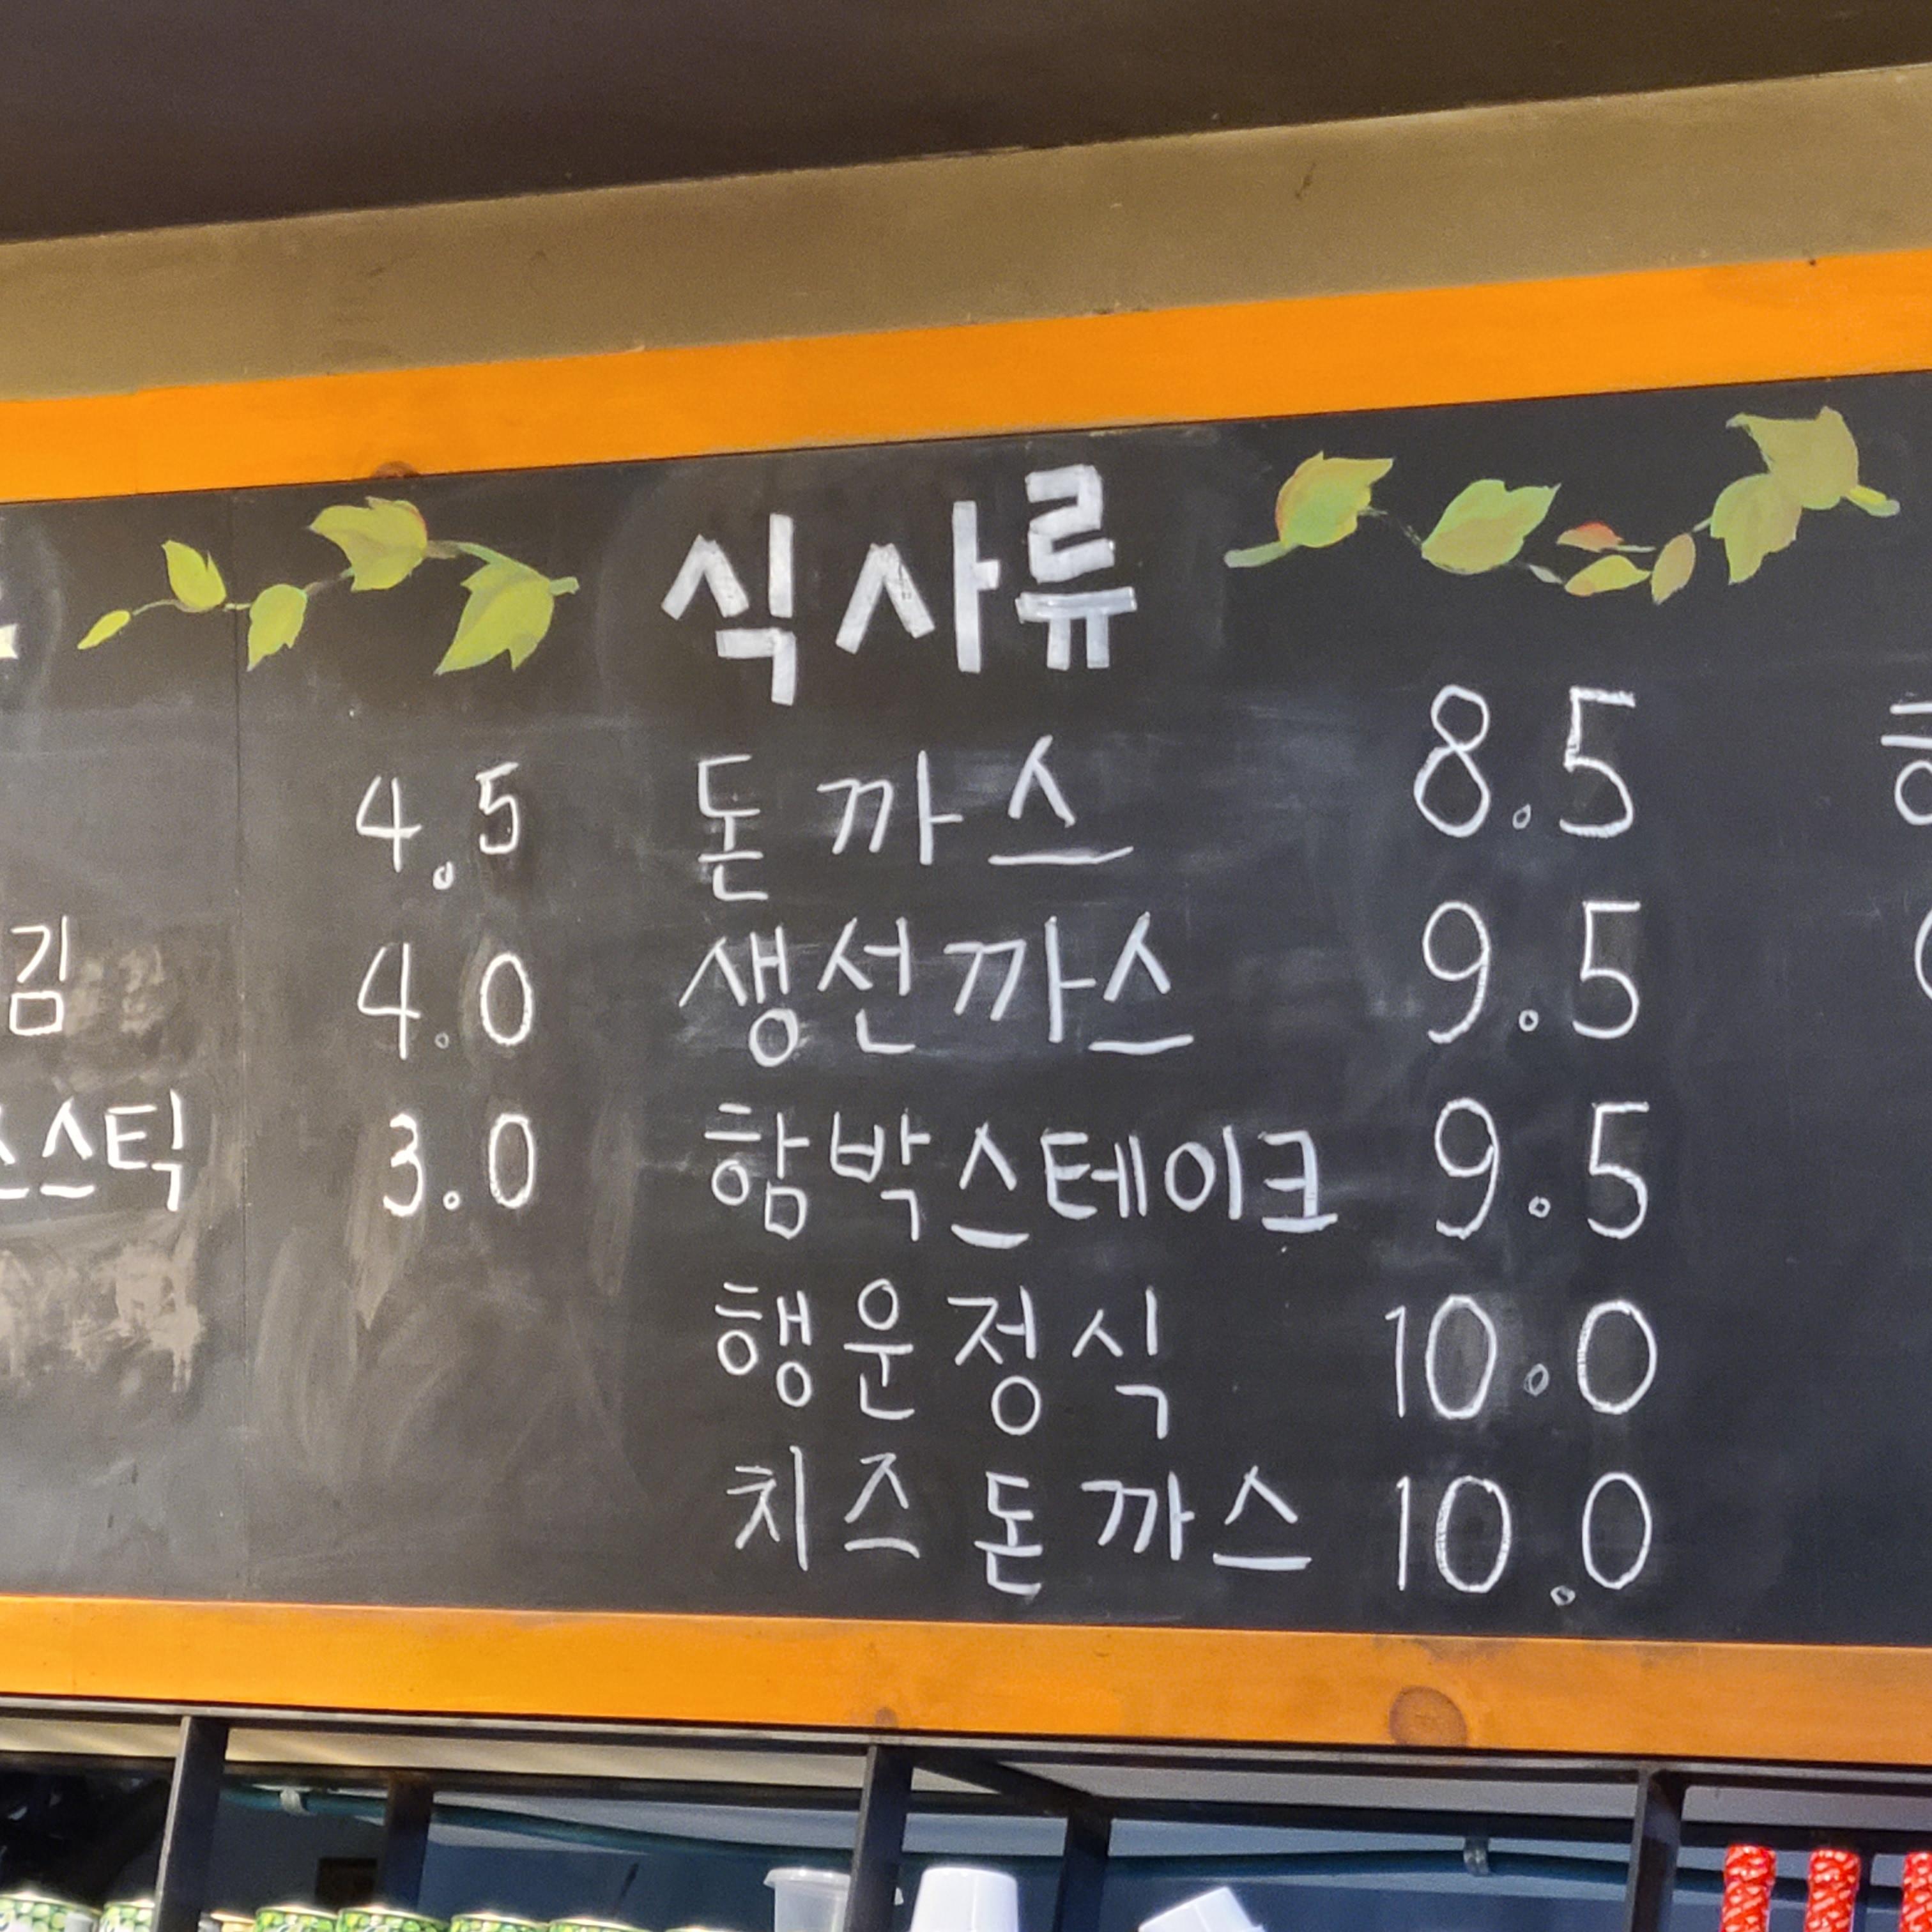 식사류
돈까스 8.5
생선까스 9.5
함박스테이크 9.5
행운정식 10.0
치즈돈까스 10.0
4.5
김 4.0
스틱 3.0